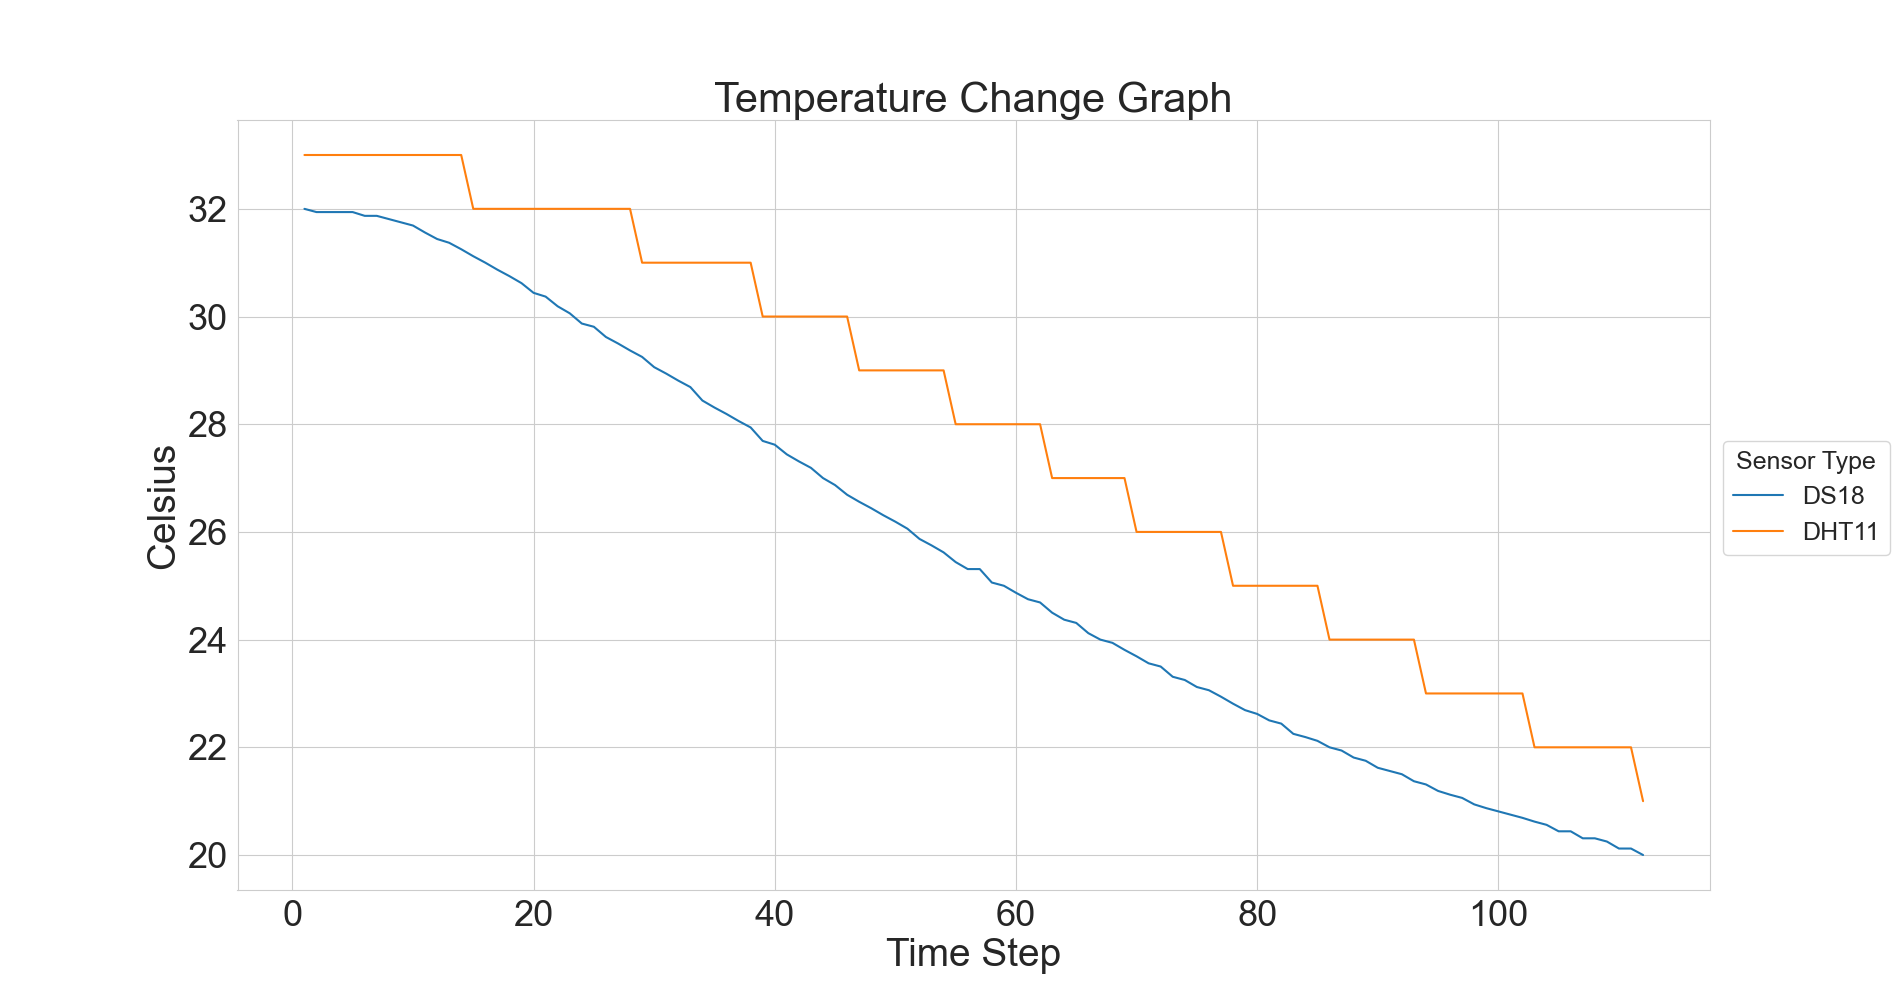 Temperature Change Graph
32
30
28
26
24
22
20
Celsius
0 20 40 60 80 100
Time Step
Sensor Type
DS18
DHT11